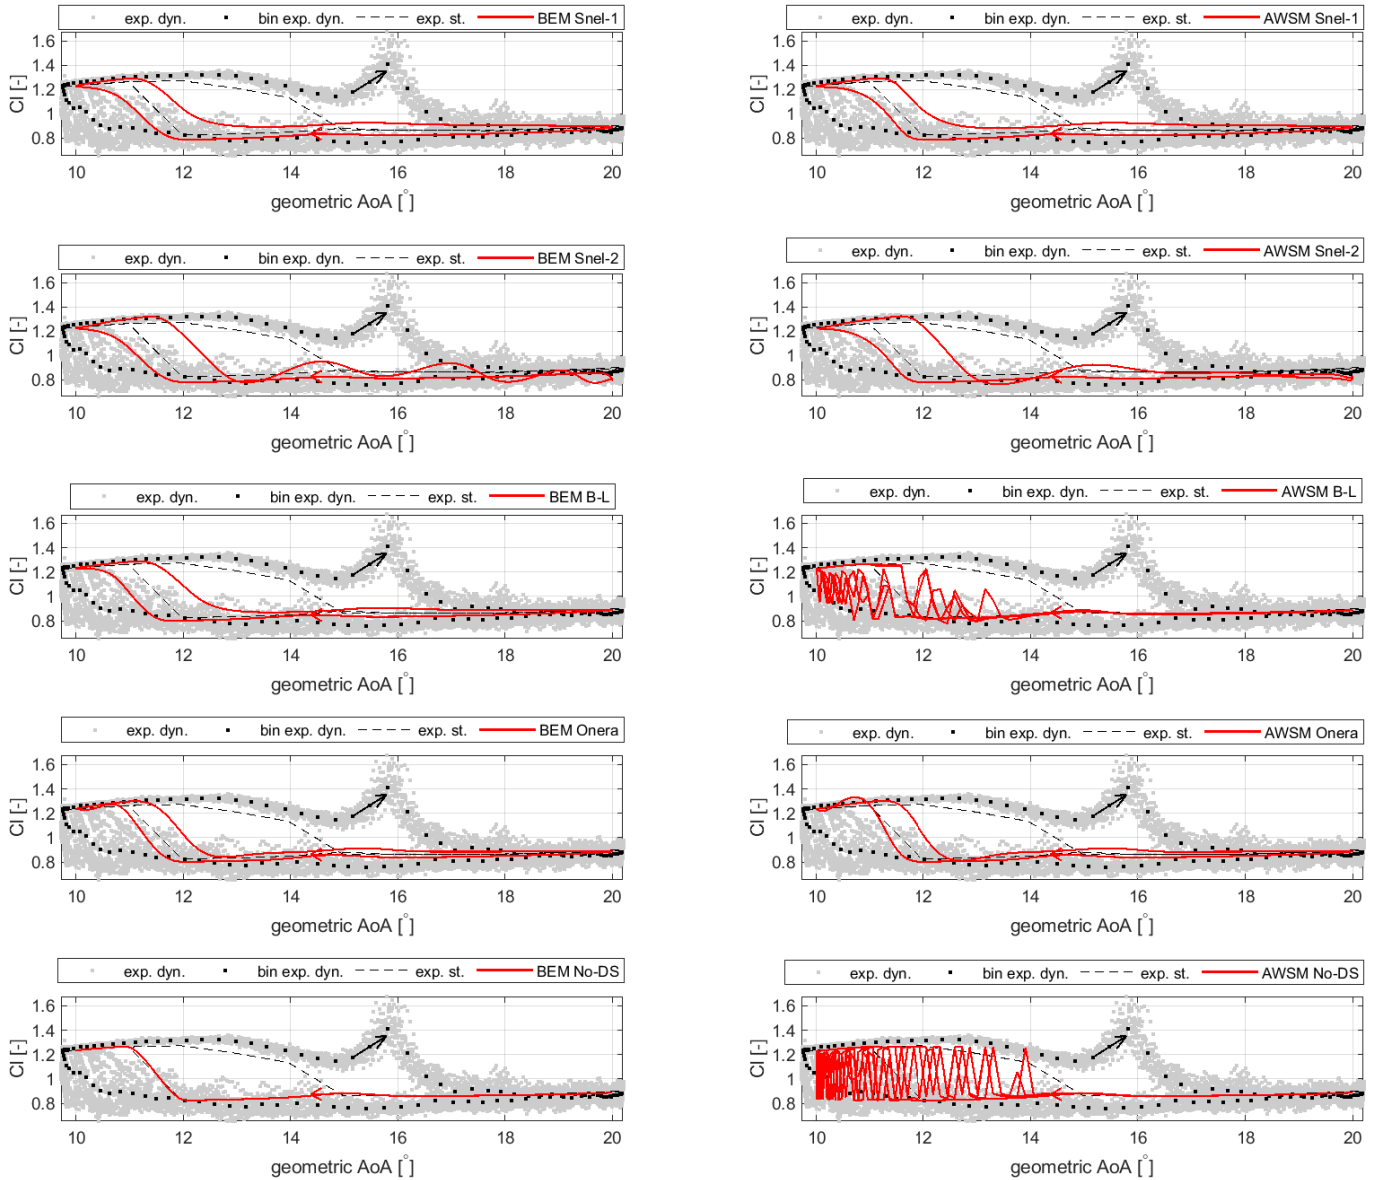 exp. dyn. bin exp. dyn. exp. st. BEM Snel-1
1.6
1.4
1.2
1
0.8
Cl [-]
10 12 14 16 18 20
geometric AoA [°]
exp. dyn. bin exp. dyn. exp. st. AWSM Snel-1
1.6
1.4
1.2
1
0.8
Cl [-]
10 12 14 16 18 20
geometric AoA [°]
exp. dyn. bin exp. dyn. exp. st. BEM Snel-2
1.6
1.4
1.2
1
0.8
Cl [-]
10 12 14 16 18 20
geometric AoA [°]
exp. dyn. bin exp. dyn. exp. st. AWSM Snel-2
1.6
1.4
1.2
1
0.8
Cl [-]
10 12 14 16 18 20
geometric AoA [°]
exp. dyn. bin exp. dyn. exp. st. BEM B-L
1.6
1.4
1.2
1
0.8
Cl [-]
10 12 14 16 18 20
geometric AoA [°]
exp. dyn. bin exp. dyn. exp. st. AWSM B-L
1.6
1.4
1.2
1
0.8
Cl [-]
10 12 14 16 18 20
geometric AoA [°]
exp. dyn. bin exp. dyn. exp. st. BEM Onera
1.6
1.4
1.2
1
0.8
Cl [-]
10 12 14 16 18 20
geometric AoA [°]
exp. dyn. bin exp. dyn. exp. st. AWSM Onera
1.6
1.4
1.2
1
0.8
Cl [-]
10 12 14 16 18 20
geometric AoA [°]
exp. dyn. bin exp. dyn. exp. st. BEM No-DS
1.6
1.4
1.2
1
0.8
Cl [-]
10 12 14 16 18 20
geometric AoA [°]
exp. dyn. bin exp. dyn. exp. st. AWSM No-DS
1.6
1.4
1.2
1
0.8
Cl [-]
10 12 14 16 18 20
geometric AoA [°]